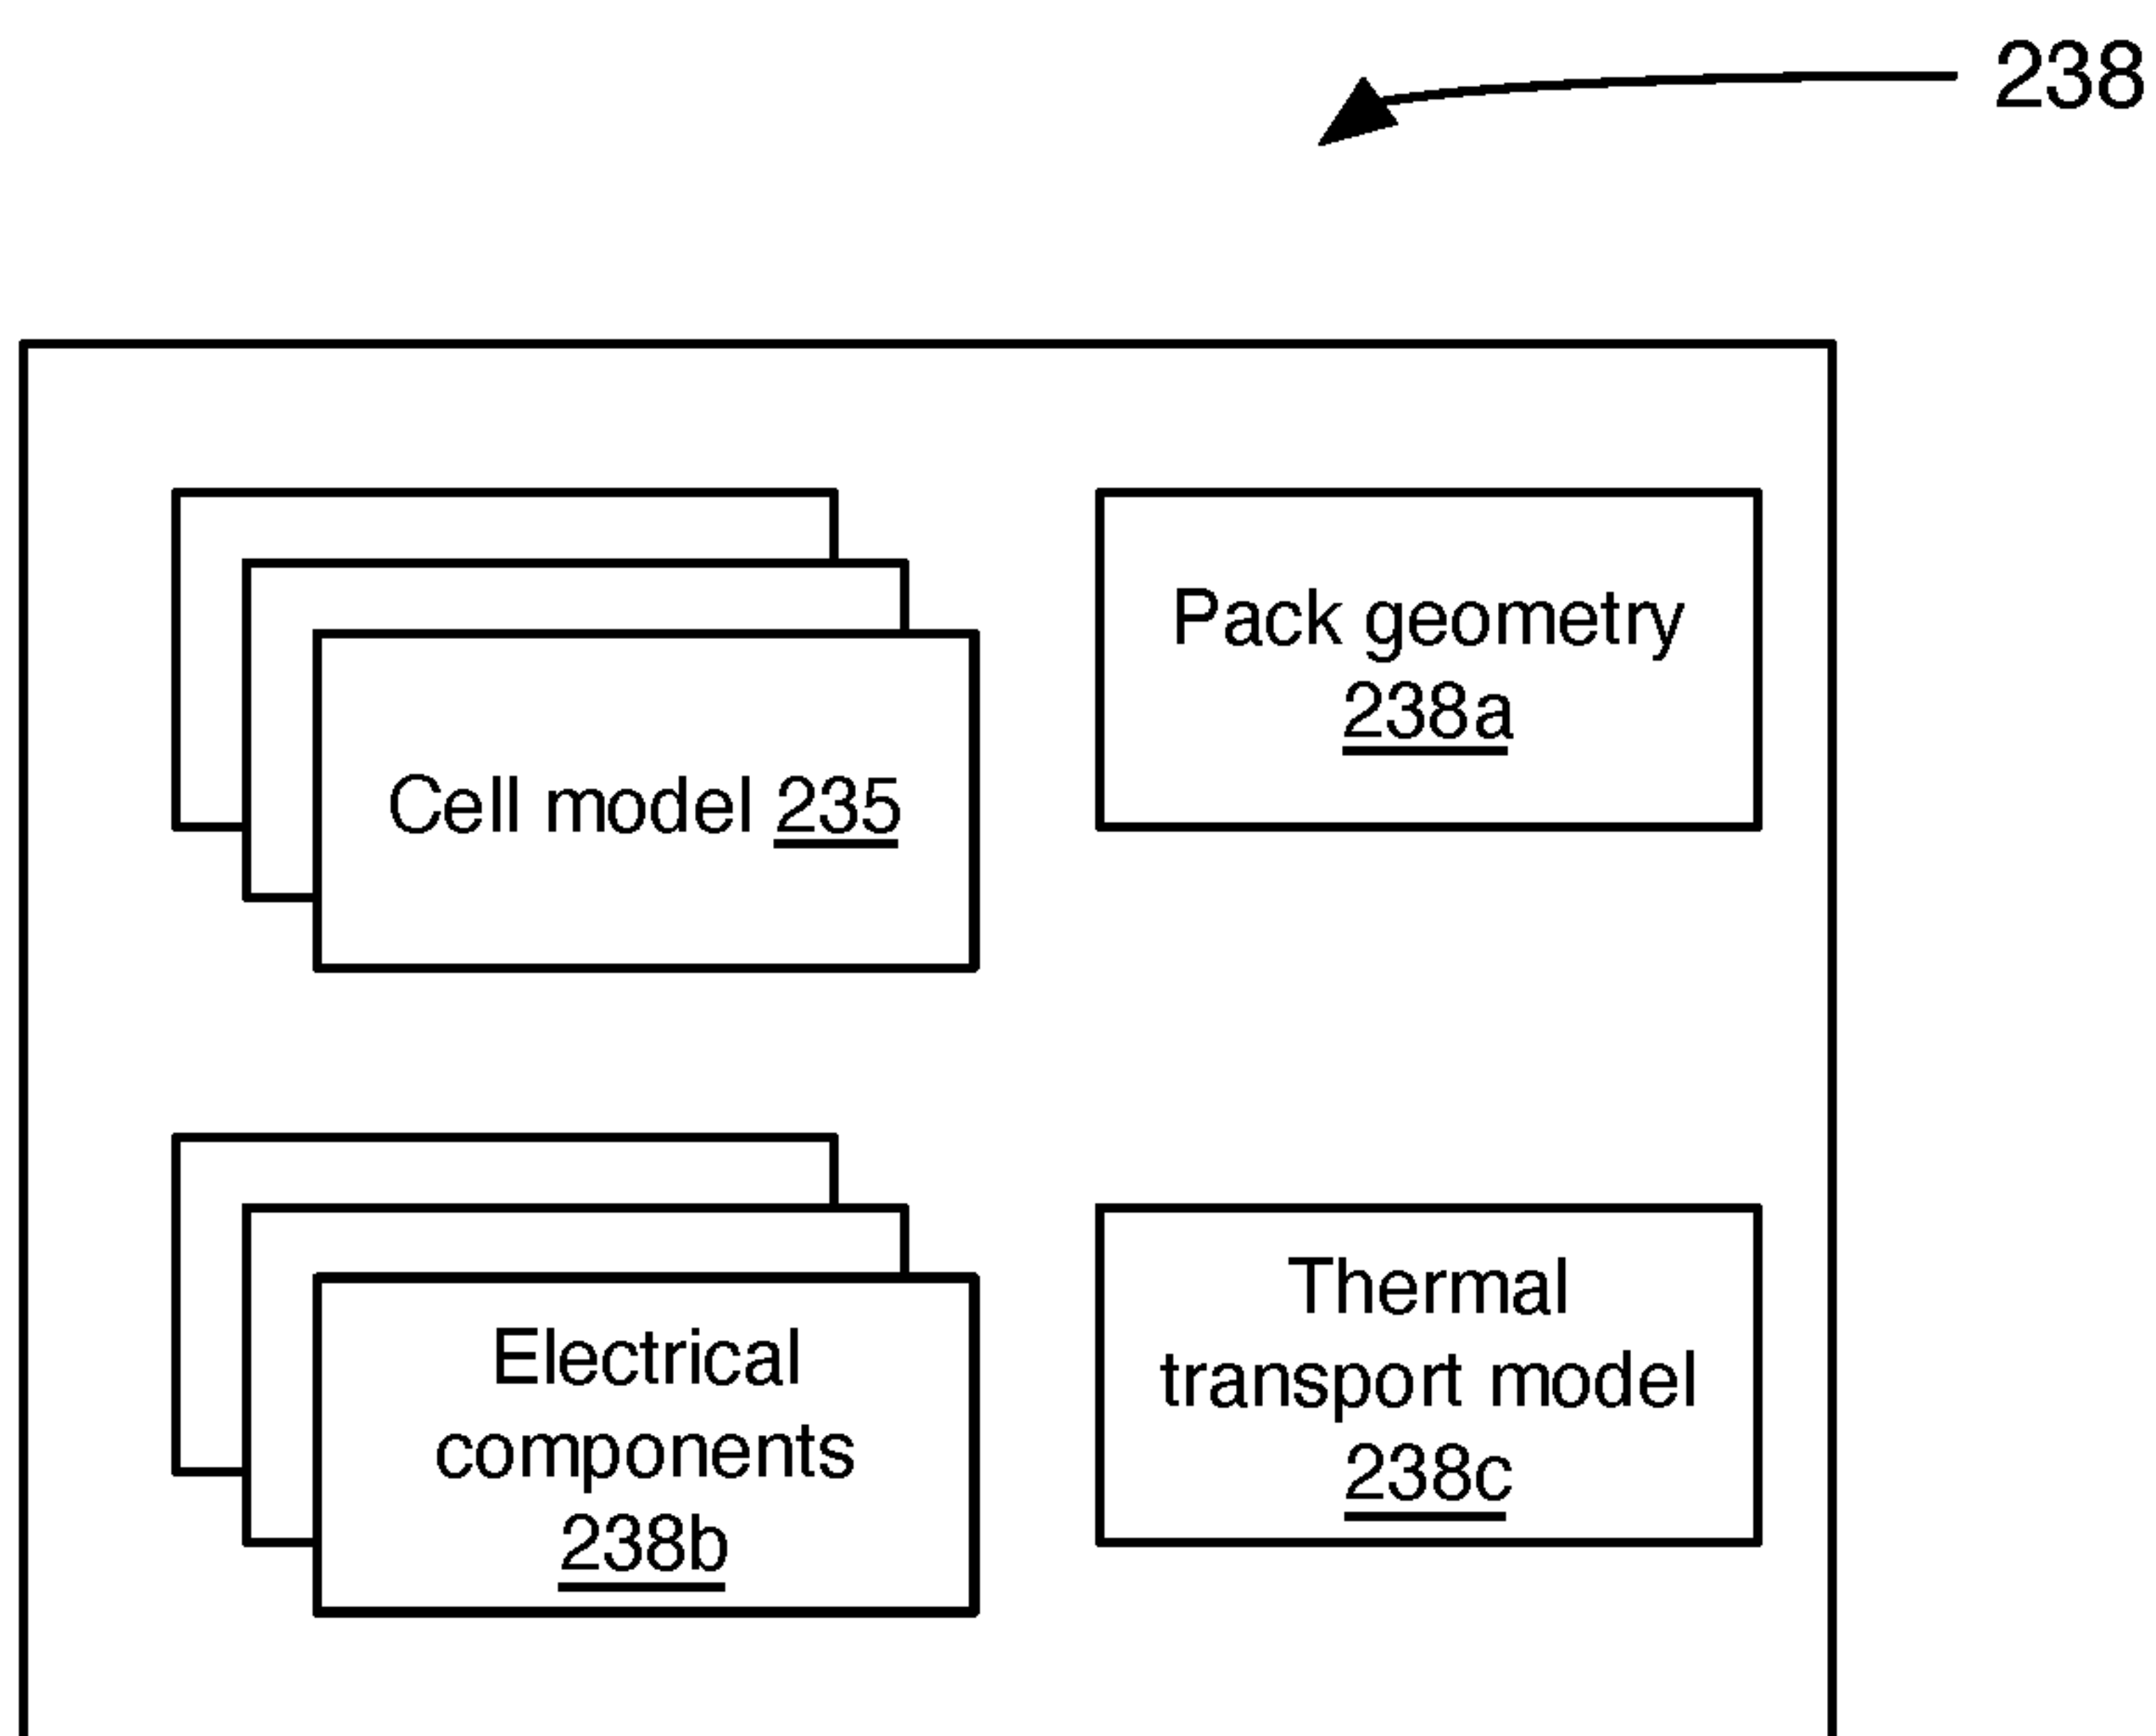 238
Cell model 235
Pack geometry
238a
Electrical
components
238b
Thermal
transport model
238c